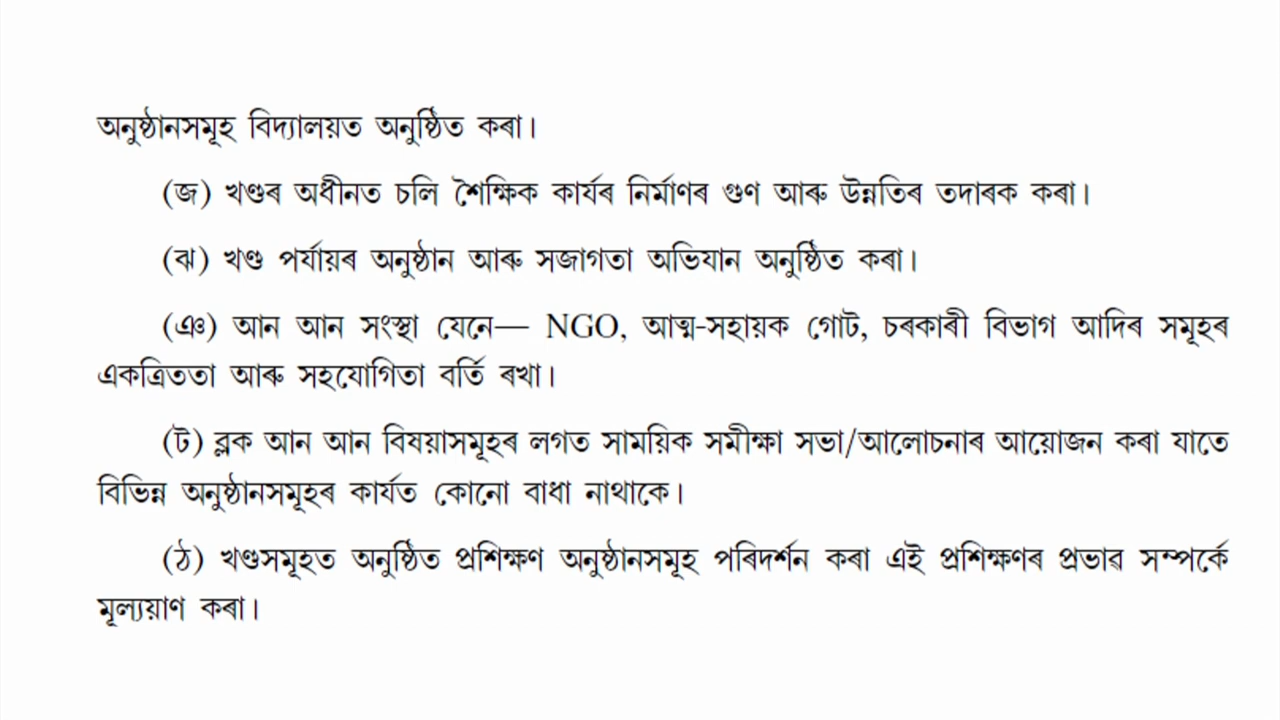 অনুষ্ঠানসমূহ বিদ্যালয়ত অনুষ্ঠিত কৰা।
(জ) খণ্ডৰ অধীনত চলি শৈক্ষিক কাৰ্যৰ নিৰ্মাণৰ গুণ আৰু উন্নতিৰ তদাৰক কৰা।
(ঝ) খণ্ড পৰ্যায়ৰ অনুষ্ঠান আৰু সজাগতা অভিযান অনুষ্ঠিত কৰা।
(ঞ) আন আন সংস্থা যেনে— NGO, আত্ম-সহায়ক গোট, চৰকাৰী বিভাগ আদিৰ সমূহৰ
একত্ৰিততা আৰু সহযোগিতা বৰ্তি ৰখা।
(ট) ব্লক আন আন বিষয়াসমূহৰ লগত সাময়িক সমীক্ষা সভা/আলোচনাৰ আয়োজন কৰা যাতে
বিভিন্ন অনুষ্ঠানসমূহৰ কাৰ্যত কোনো বাধা নাথাকে।
(ঠ) খণ্ডসমূহত অনুষ্ঠিত প্ৰশিক্ষণ অনুষ্ঠানসমূহ পৰিদৰ্শন কৰা এই প্ৰশিক্ষণৰ প্ৰভাৱ সম্পৰ্কে
মূল্যয়াণ কৰা।